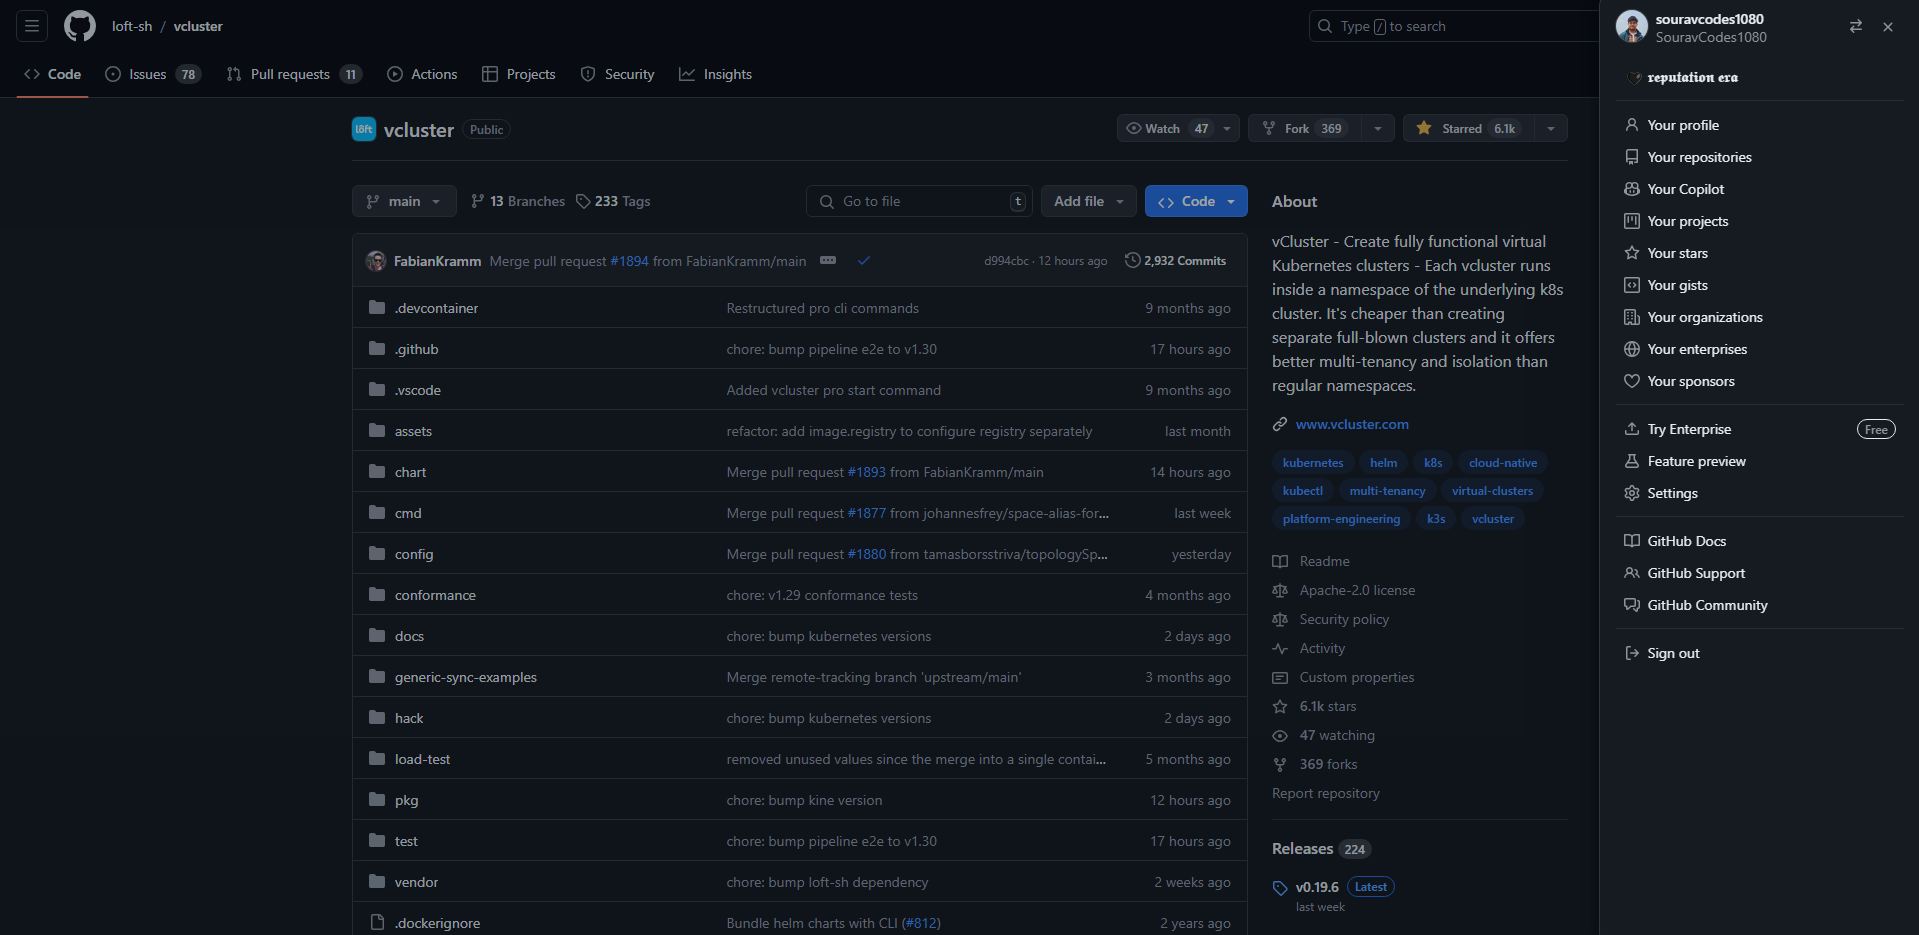 loft-sh / vcluster
Type / to search
Code
Issues 78
Pull requests 11
Actions
Projects
Security
Insights
löft vcluster Public
Watch 47
Fork 369
Starred 6.1k
main
13 Branches
233 Tags
Go to file t
Add file
Code
FabianKramm Merge pull request #1894 from FabianKramm/main d994cbc · 12 hours ago 2,932 Commits
.devcontainer Restructured pro cli commands 9 months ago
.github chore: bump pipeline e2e to v1.30 17 hours ago
.vscode Added vcluster pro start command 9 months ago
assets refactor: add image.registry to configure registry separately last month
chart Merge pull request #1893 from FabianKramm/main 14 hours ago
cmd Merge pull request #1877 from johannesfrey/space-alias-for... last week
config Merge pull request #1880 from tamasborsstriva/topologySp... yesterday
conformance chore: v1.29 conformance tests 4 months ago
docs chore: bump kubernetes versions 2 days ago
generic-sync-examples Merge remote-tracking branch 'upstream/main' 3 months ago
hack chore: bump kubernetes versions 2 days ago
load-test removed unused values since the merge into a single contai... 5 months ago
pkg chore: bump kine version 12 hours ago
test chore: bump pipeline e2e to v1.30 17 hours ago
vendor chore: bump loft-sh dependency 2 weeks ago
.dockerignore Bundle helm charts with CLI (#812) 2 years ago
About
vCluster - Create fully functional virtual
Kubernetes clusters - Each vcluster runs
inside a namespace of the underlying k8s
cluster. It's cheaper than creating
separate full-blown clusters and it offers
better multi-tenancy and isolation than
regular namespaces.
www.vcluster.com
kubernetes helm k8s cloud-native
kubectl multi-tenancy virtual-clusters
platform-engineering k3s vcluster
Readme
Apache-2.0 license
Security policy
Activity
Custom properties
6.1k stars
47 watching
369 forks
Report repository
Releases 224
v0.19.6 Latest
last week
souravcodes1080
SouravCodes1080
reputation era
Your profile
Your repositories
Your Copilot
Your projects
Your stars
Your gists
Your organizations
Your enterprises
Your sponsors
Try Enterprise Free
Feature preview
Settings
GitHub Docs
GitHub Support
GitHub Community
Sign out